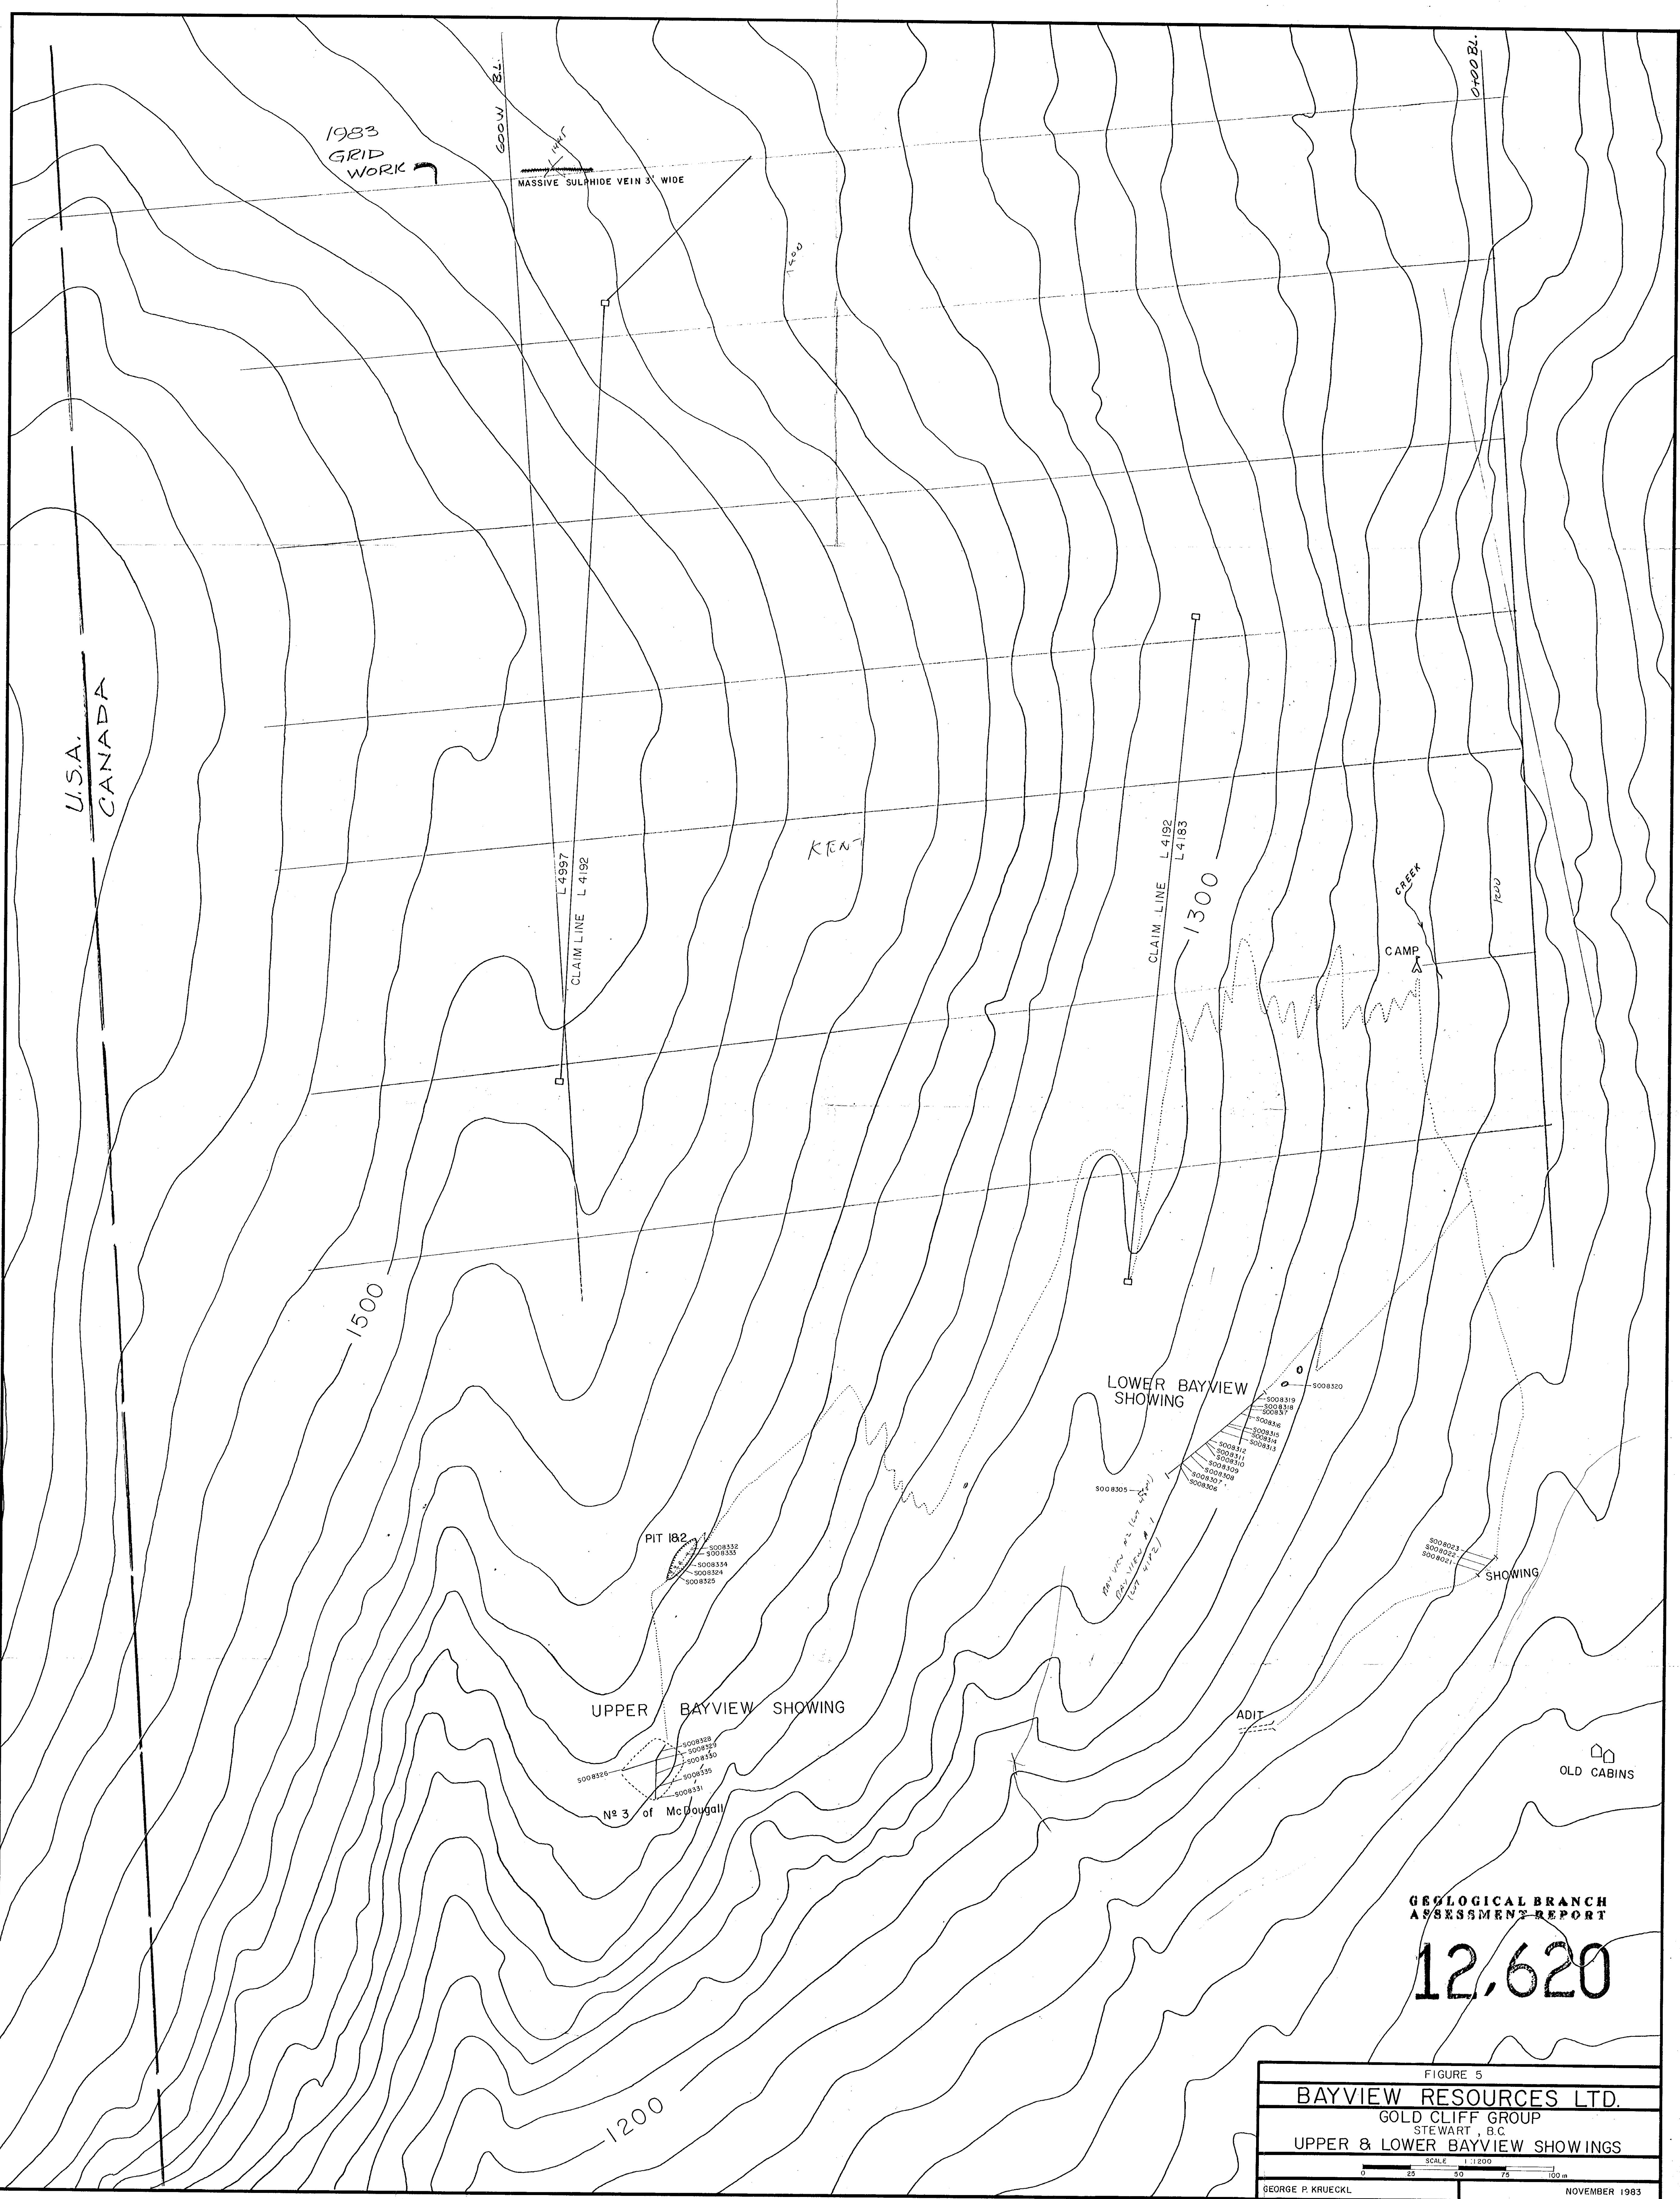 0+00 BL.
600W B.L.
1983
GRID
WORK
1445
MASSIVE SULPHIDE VEIN 3' WIDE
1400
U.S.A.
CANADA
KENT
L 4997
CLAIM LINE L 4192
CLAIM LINE L 4192
L 4183
1300
CREEK
CAMP
1200
1500
LOWER BAYVIEW
SHOWING
S008320
S008319
S008318
S008317
S008316
S008315
S008314
S008313
S008312
S008311
S008310
S008309
S008308
S008307
S008306
S008305
BAYVIEW # 1
PIT 1&2
S008332
S008333
S008334
S008324
S008325
S008023
S008022
S008021
SHOWING
UPPER BAYVIEW SHOWING
S008328
S008329
S008330
S008326
S008335
S008331
Nº 3 of McDougall
ADIT
OLD CABINS
GEOLOGICAL BRANCH
ASSESSMENT REPORT
12,620
1200
FIGURE 5
BAYVIEW RESOURCES LTD.
GOLD CLIFF GROUP
STEWART, B.C.
UPPER & LOWER BAYVIEW SHOWINGS
SCALE 1:1200
0 25 50 75 100 m
GEORGE P. KRUECKL NOVEMBER 1983